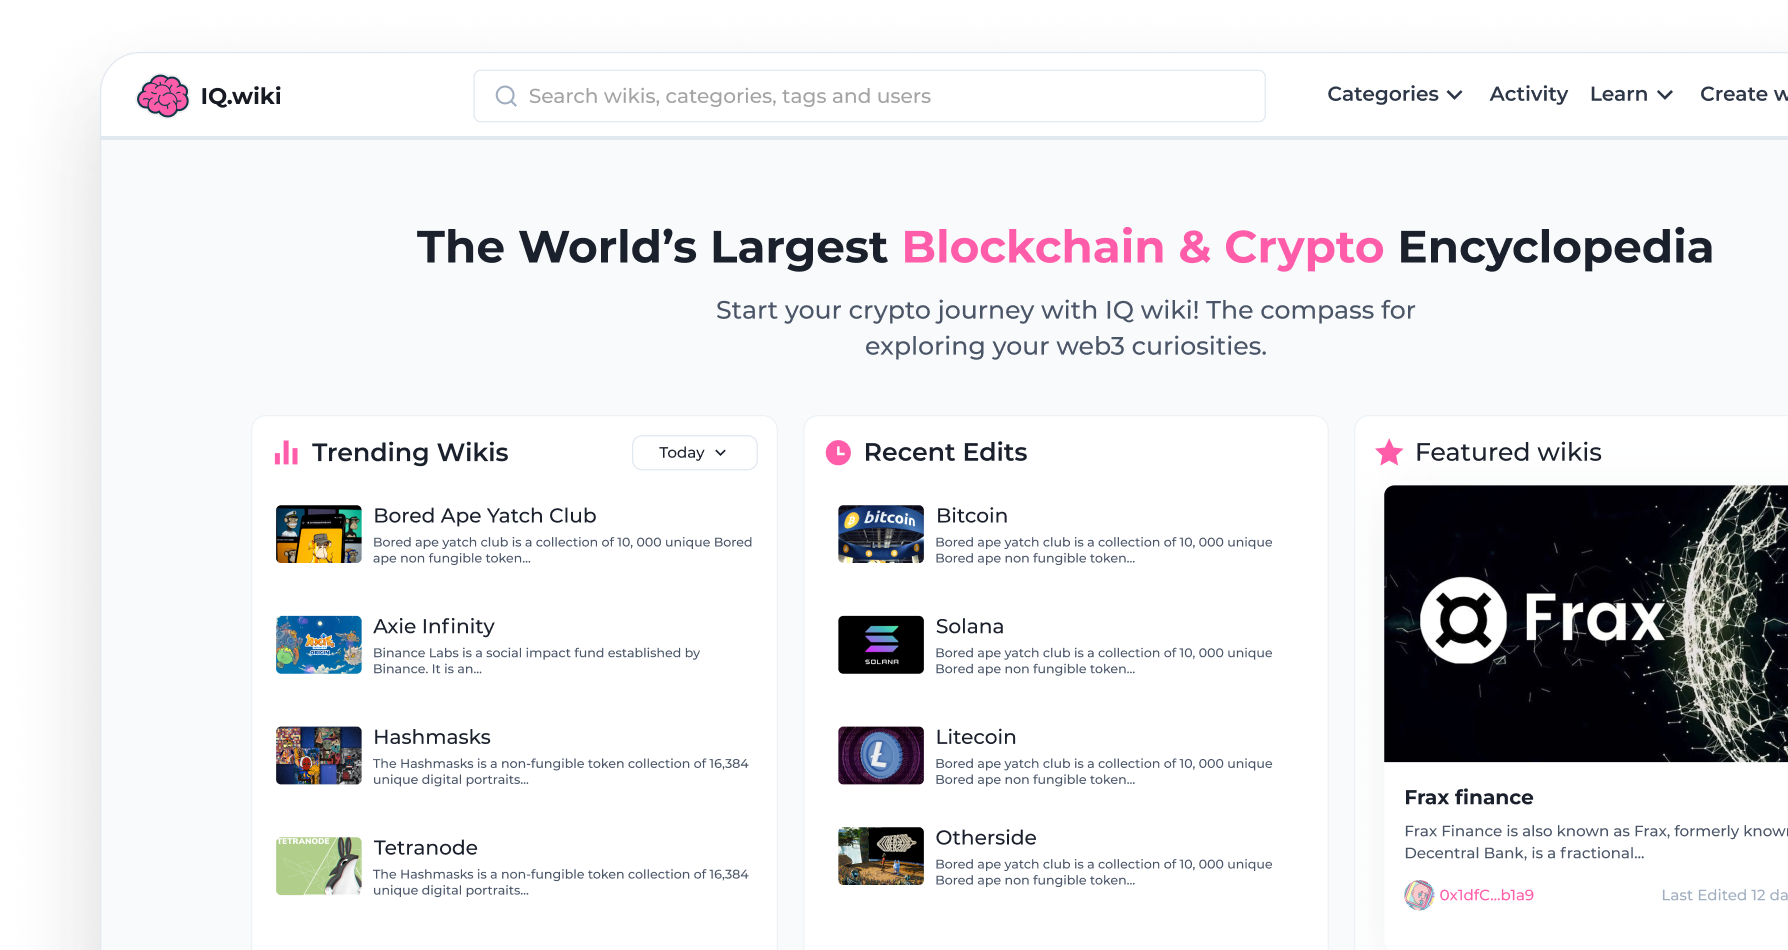 IQ.wiki
Search wikis, categories, tags and users
Categories
Activity
Learn
Create w
The World's Largest Blockchain & Crypto Encyclopedia
Start your crypto journey with IQ wiki! The compass for
exploring your web3 curiosities.
Trending Wikis
Today
Bored Ape Yatch Club
Bored ape yatch club is a collection of 10, 000 unique Bored
ape non fungible token...
Axie Infinity
Binance Labs is a social impact fund established by
Binance. It is an...
Hashmasks
The Hashmasks is a non-fungible token collection of 16,384
unique digital portraits...
TETRANODE
Tetranode
The Hashmasks is a non-fungible token collection of 16,384
unique digital portraits...
Recent Edits
bitcoin
Bitcoin
Bored ape yatch club is a collection of 10, 000 unique
Bored ape non fungible token...
SOLANA
Solana
Bored ape yatch club is a collection of 10, 000 unique
Bored ape non fungible token...
Litecoin
Bored ape yatch club is a collection of 10, 000 unique
Bored ape non fungible token...
Otherside
Bored ape yatch club is a collection of 10, 000 unique
Bored ape non fungible token...
Featured wikis
Frax
Frax finance
Frax Finance is also known as Frax, formerly known
Decentral Bank, is a fractional...
0x1dfC...b1a9
Last Edited 12 da